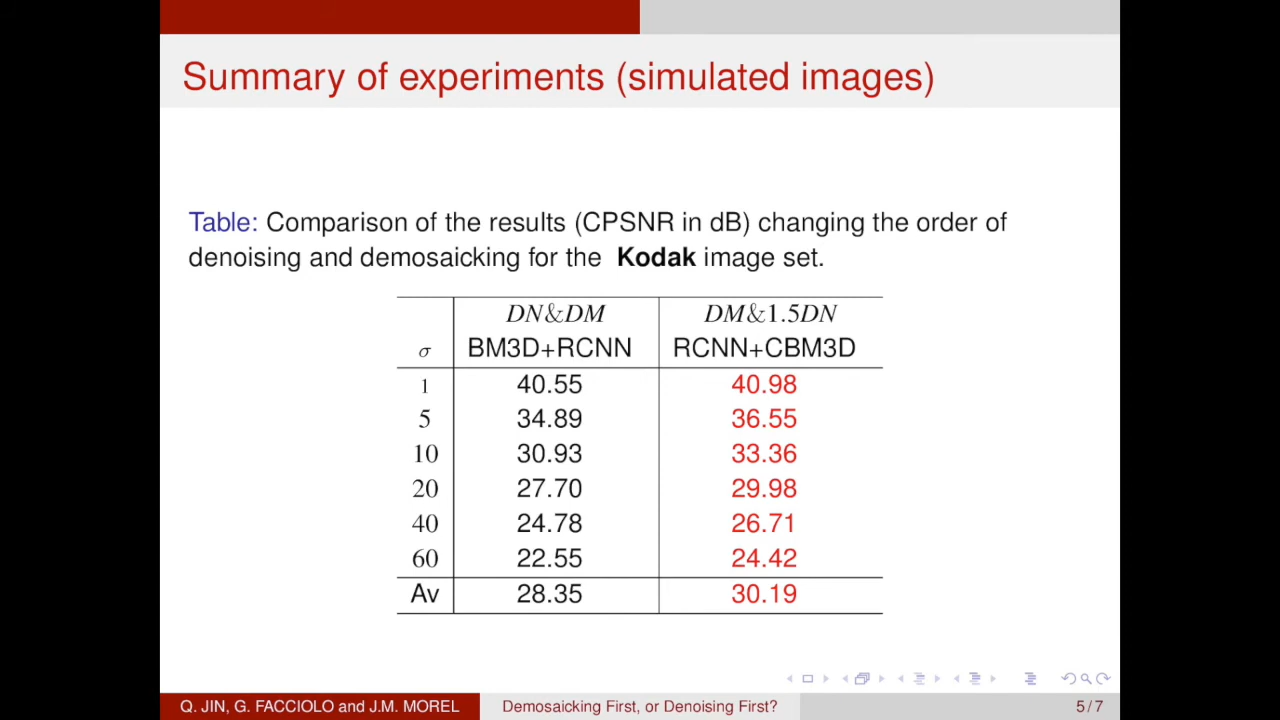 Summary of experiments (simulated images)
Table: Comparison of the results (CPSNR in dB) changing the order of
denoising and demosaicking for the Kodak image set.
DN&DM DM&1.5DN
σ BM3D+RCNN RCNN+CBM3D
1 40.55 40.98
5 34.89 36.55
10 30.93 33.36
20 27.70 29.98
40 24.78 26.71
60 22.55 24.42
Av 28.35 30.19
Q. JIN, G. FACCIOLO and J.M. MOREL Demosaicking First, or Denoising First? 5/7